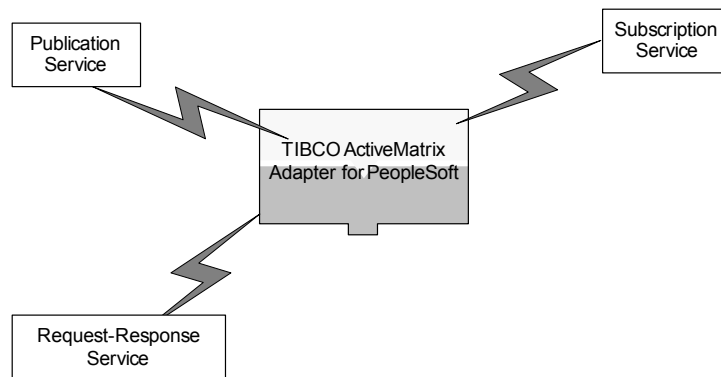 Publication
Service
Subscription
Service
TIBCO ActiveMatrix
Adapter for PeopleSoft
Request-Response
Service